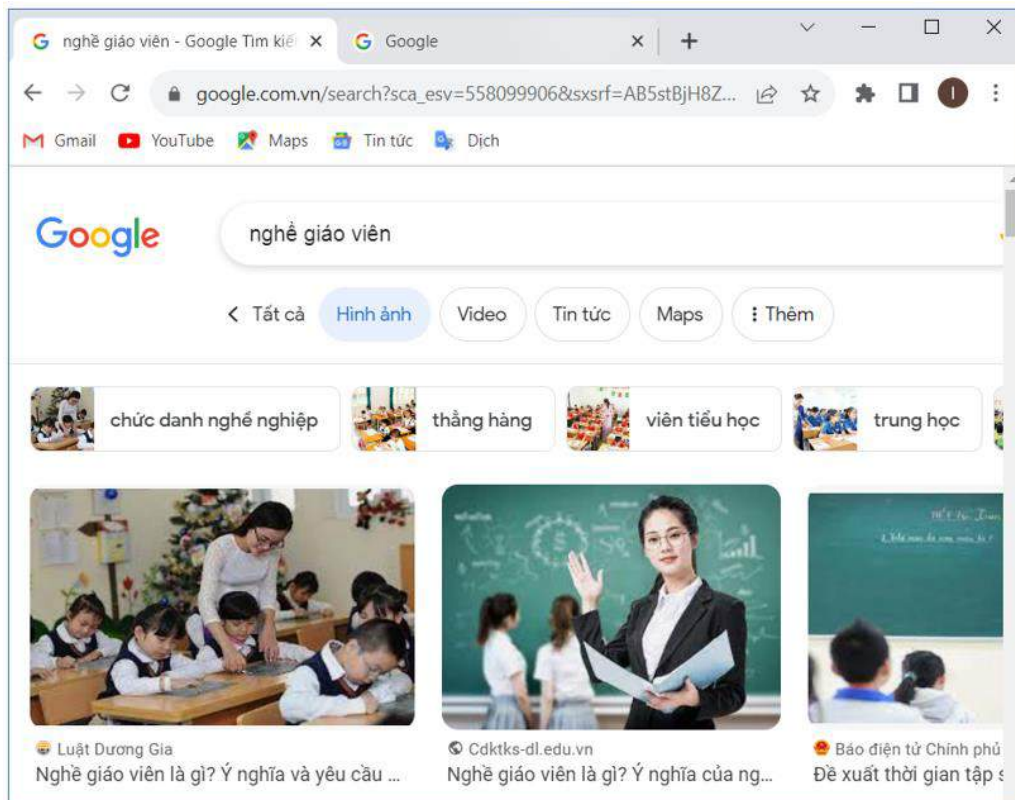 nghề giáo viên - Google Tìm kiế
Google
google.com.vn/search?sca_esv=558099906&sxsrf=AB5stBjH8Z...
I
Gmail YouTube Maps Tin tức Dịch
Google
nghề giáo viên
Tất cả Hình ảnh Video Tin tức Maps Thêm
chức danh nghề nghiệp
thằng hàng
viên tiểu học
trung học
Luật Dương Gia
Nghề giáo viên là gì? Ý nghĩa và yêu cầu ...
Cdktks-dl.edu.vn
Nghề giáo viên là gì? Ý nghĩa của ng...
Báo điện tử Chính phủ
Đề xuất thời gian tập s